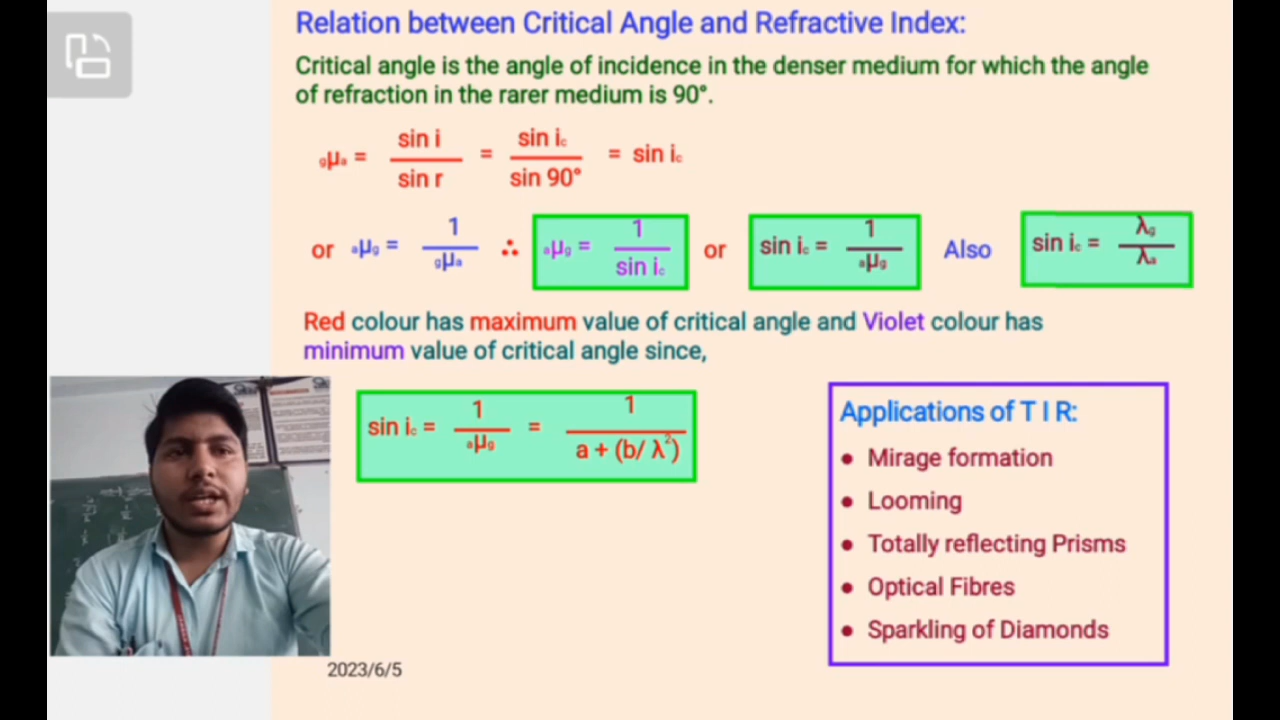 Relation between Critical Angle and Refractive Index:
Critical angle is the angle of incidence in the denser medium for which the angle
of refraction in the rarer medium is 90°.
gμa = sin i / sin r = sin ic / sin 90° = sin ic
or aμg = 1 / gμa ∴ aμg = 1 / sin ic or sin ic = 1 / aμg Also sin ic = λg / λa
Red colour has maximum value of critical angle and Violet colour has
minimum value of critical angle since,
sin ic = 1 / aμg = 1 / a + (b/ λ²)
Applications of T I R:
● Mirage formation
● Looming
● Totally reflecting Prisms
● Optical Fibres
● Sparkling of Diamonds
2023/6/5